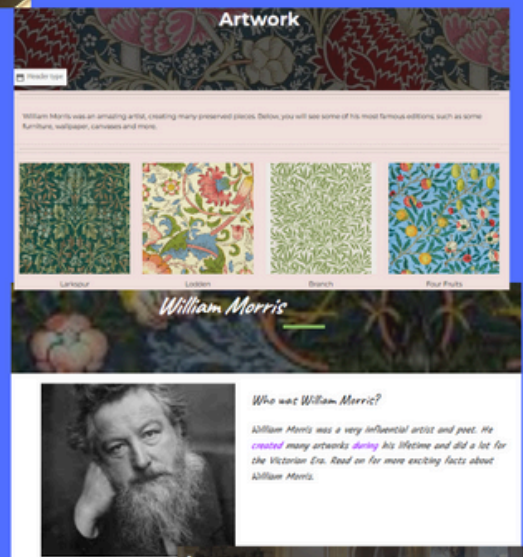 Artwork
Header type
William Morris was an amazing artist, creating many preserved pieces. Below, you will see some of his most famous editions, such as some
furniture, wallpaper, canvases and more.
Larkspur
Lodden
Branch
Four Fruits
William Morris
Who was William Morris?
William Morris was a very influential artist and poet. He
created many artworks during his lifetime and did a lot for
the Victorian Era. Read on for more exciting facts about
William Morris.